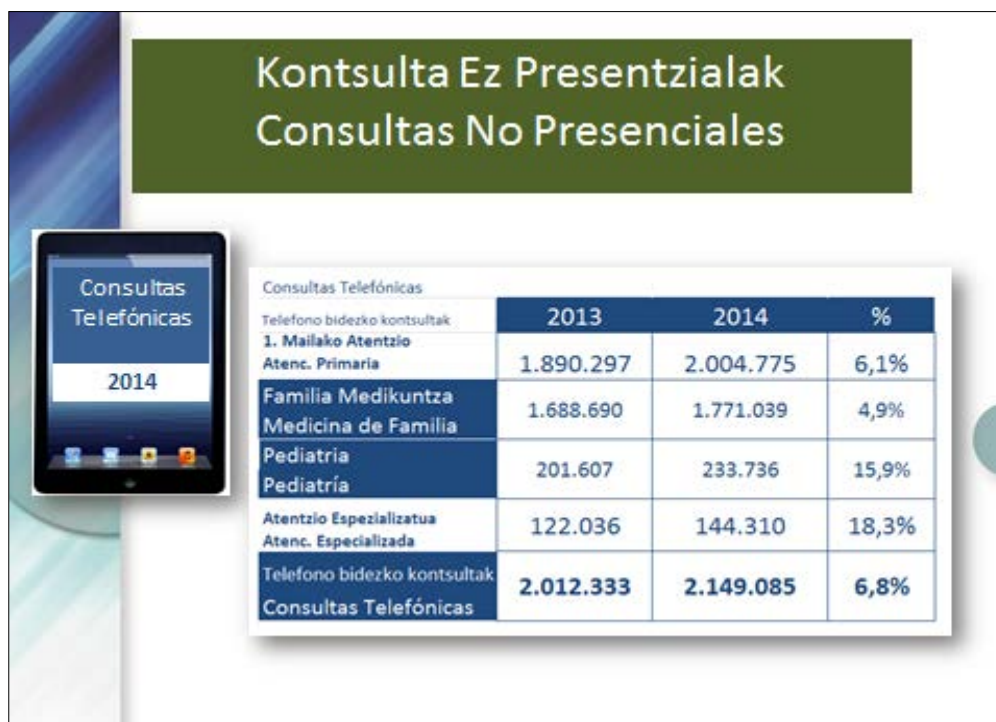 Kontsulta Ez Presentzialak
Consultas No Presenciales
Consultas
Telefónicas
2014
Consultas Telefónicas
Telefono bidezko kontsultak 2013 2014 %
1. Mailako Atentzio
Atenc. Primaria 1.890.297 2.004.775 6,1%
Familia Medikuntza
Medicina de Familia 1.688.690 1.771.039 4,9%
Pediatria
Pediatría 201.607 233.736 15,9%
Atentzio Espezializatua
Atenc. Especializada 122.036 144.310 18,3%
Telefono bidezko kontsultak
Consultas Telefónicas 2.012.333 2.149.085 6,8%